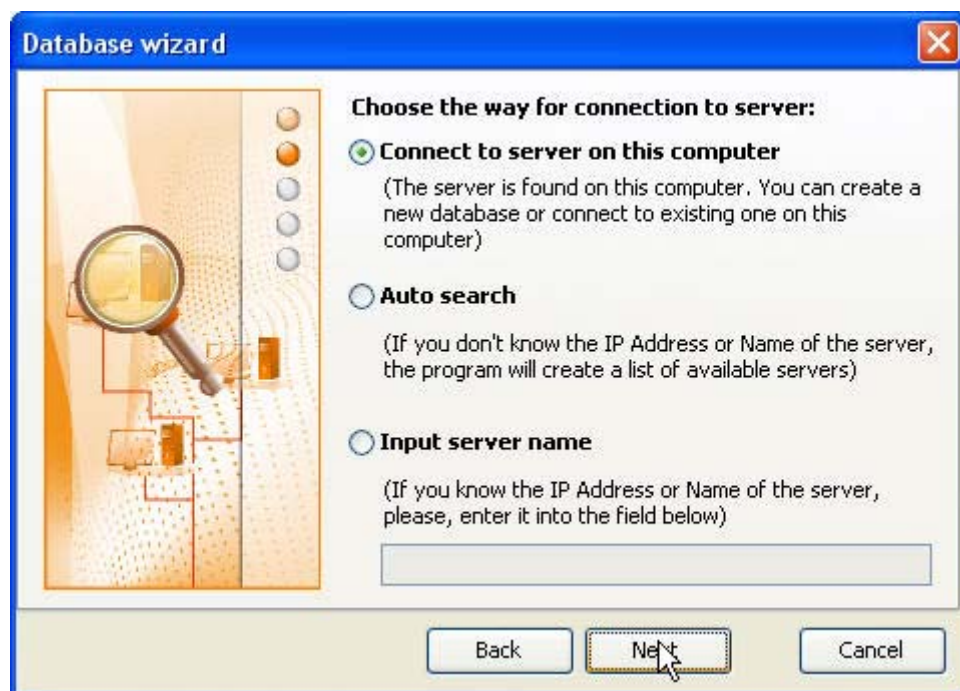 Database wizard
Choose the way for connection to server:
Connect to server on this computer
(The server is found on this computer. You can create a
new database or connect to existing one on this
computer)
Auto search
(If you don't know the IP Address or Name of the server,
the program will create a list of available servers)
Input server name
(If you know the IP Address or Name of the server,
please, enter it into the field below)
Back
Next
Cancel